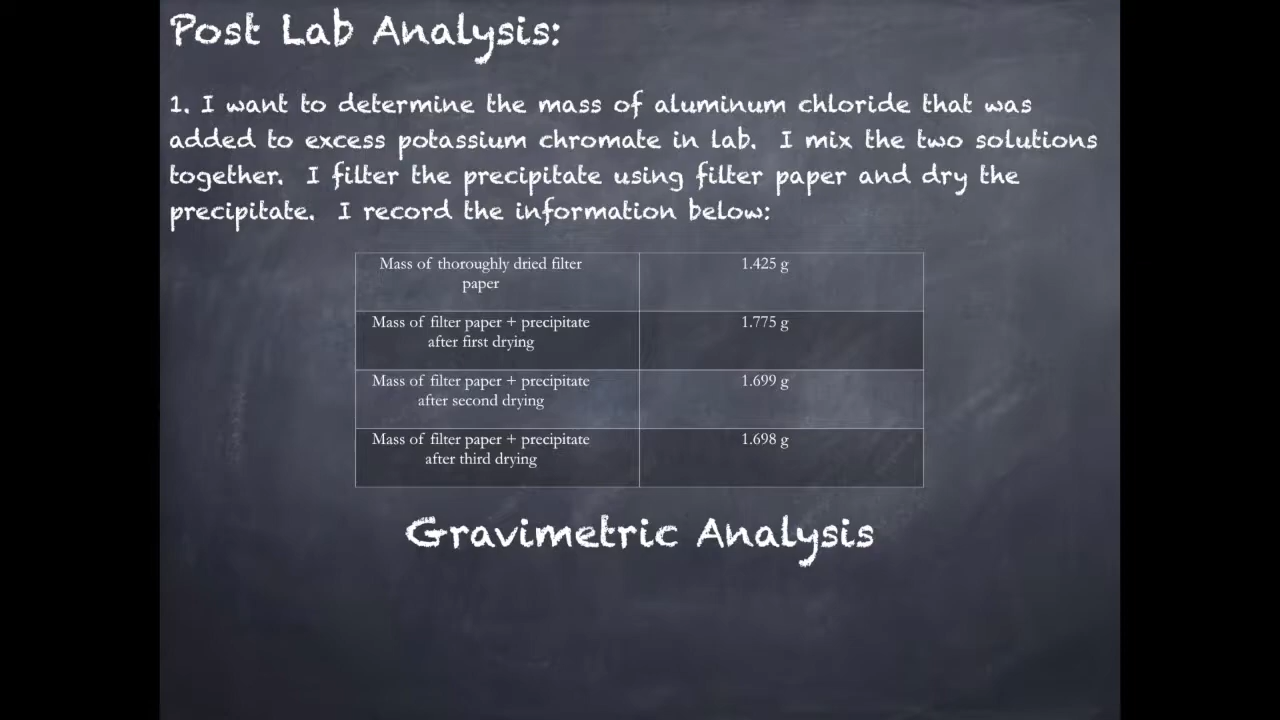 Post Lab Analysis:
1. I want to determine the mass of aluminum chloride that was
added to excess potassium chromate in lab. I mix the two solutions
together. I filter the precipitate using filter paper and dry the
precipitate. I record the information below:
Mass of thoroughly dried filter
paper
1.425 g
Mass of filter paper + precipitate
after first drying
1.775 g
Mass of filter paper + precipitate
after second drying
1.699 g
Mass of filter paper + precipitate
after third drying
1.698 g
Gravimetric Analysis